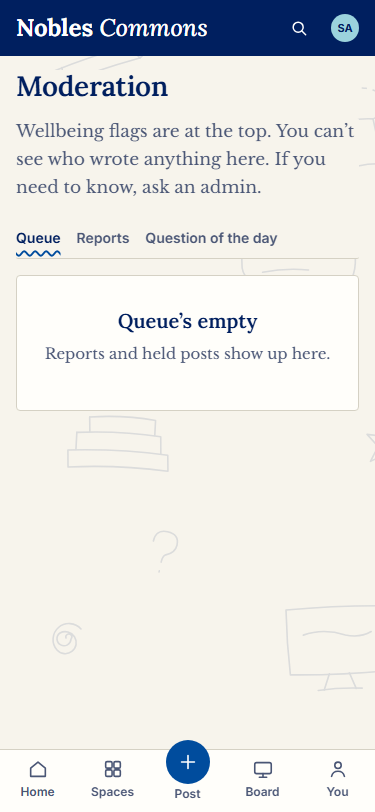 Nobles Commons
SA
Moderation
Wellbeing flags are at the top. You can’t
see who wrote anything here. If you
need to know, ask an admin.
Queue Reports Question of the day
Queue’s empty
Reports and held posts show up here.
?
Home Spaces Post Board You